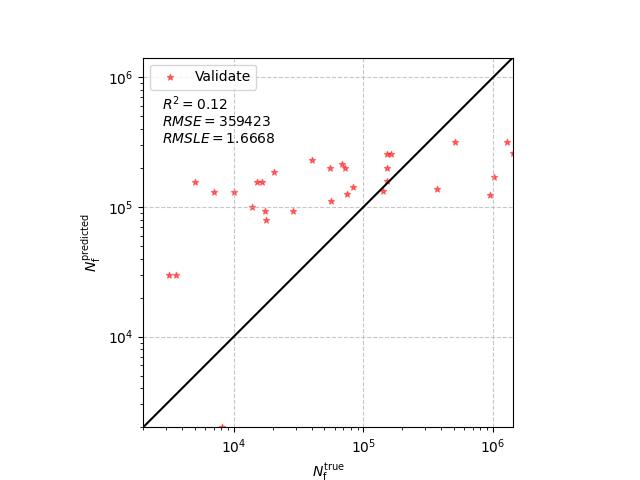 Validate
R² = 0.12
RMSE = 359423
RMSLE = 1.6668
10⁶
10⁵
10⁴
N_f^predicted
10⁴ 10⁵ 10⁶
N_f^true